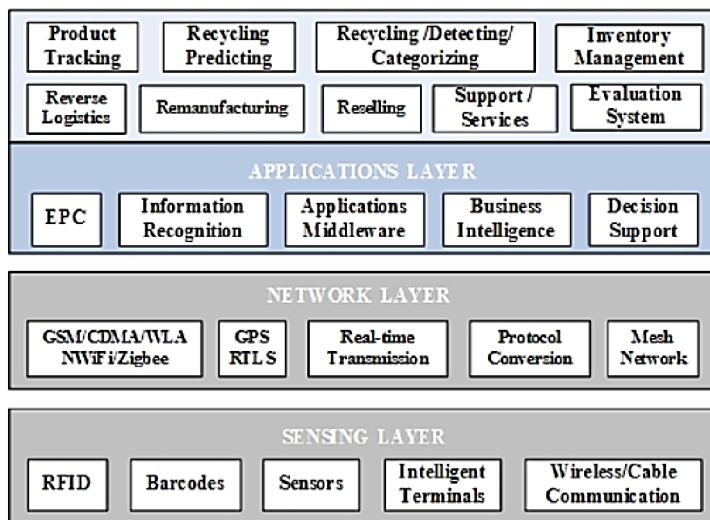 Product
Tracking
Recycling
Predicting
Recycling /Detecting/
Categorizing
Inventory
Management
Reverse
Logistics
Remanufacturing
Reselling
Support /
Services
Evaluation
System
APPLICATIONS LAYER
EPC
Information
Recognition
Applications
Middleware
Business
Intelligence
Decision
Support
NETWORK LAYER
GSM/CDMA/WLA
NWiFi/Zigbee
GPS
RTLS
Real-time
Transmission
Protocol
Conversion
Mesh
Network
SENSING LAYER
RFID
Barcodes
Sensors
Intelligent
Terminals
Wireless/Cable
Communication